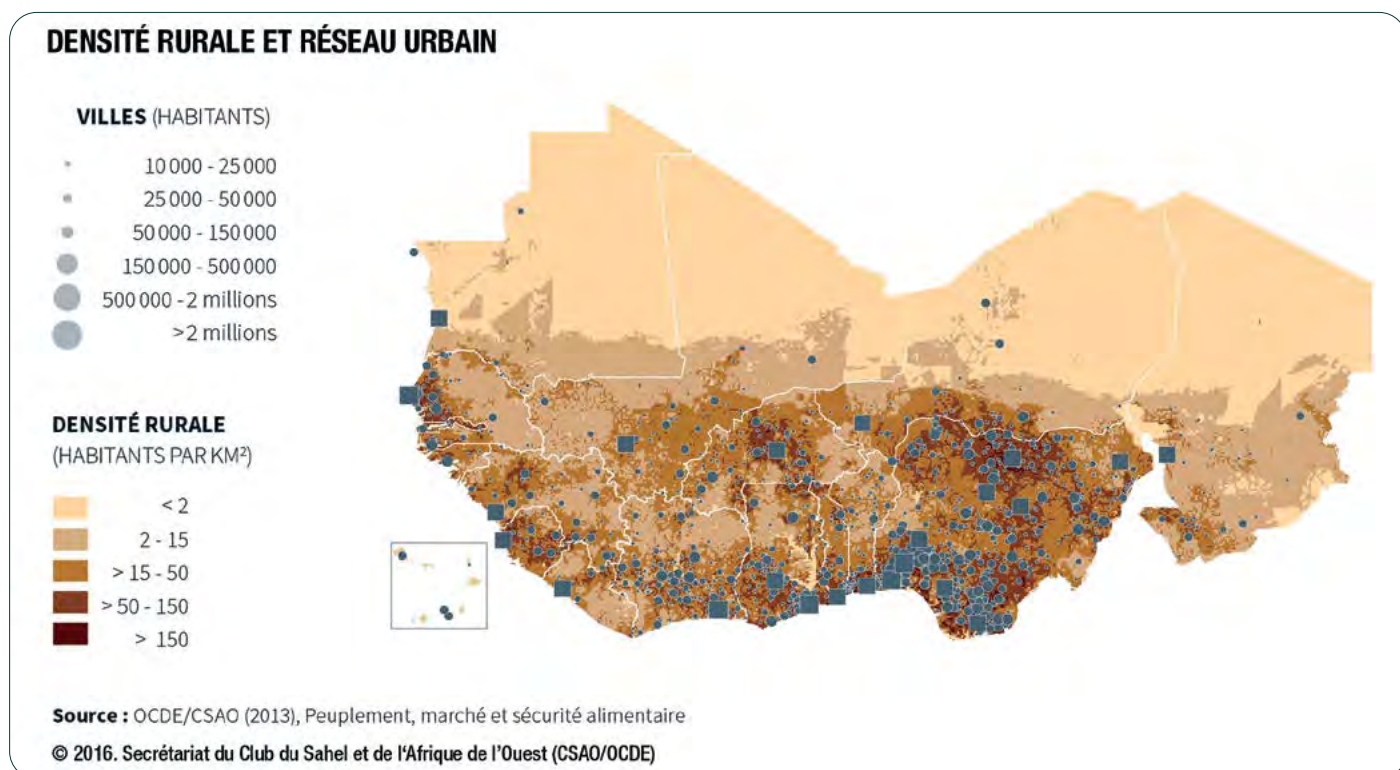 DENSITÉ RURALE ET RÉSEAU URBAIN
VILLES (HABITANTS)
10 000 - 25 000
25 000 - 50 000
50 000 - 150 000
150 000 - 500 000
500 000 - 2 millions
>2 millions
DENSITÉ RURALE
(HABITANTS PAR KM²)
< 2
2 - 15
> 15 - 50
> 50 - 150
> 150
Source : OCDE/CSAO (2013), Peuplement, marché et sécurité alimentaire
© 2016. Secrétariat du Club du Sahel et de l'Afrique de l'Ouest (CSAO/OCDE)